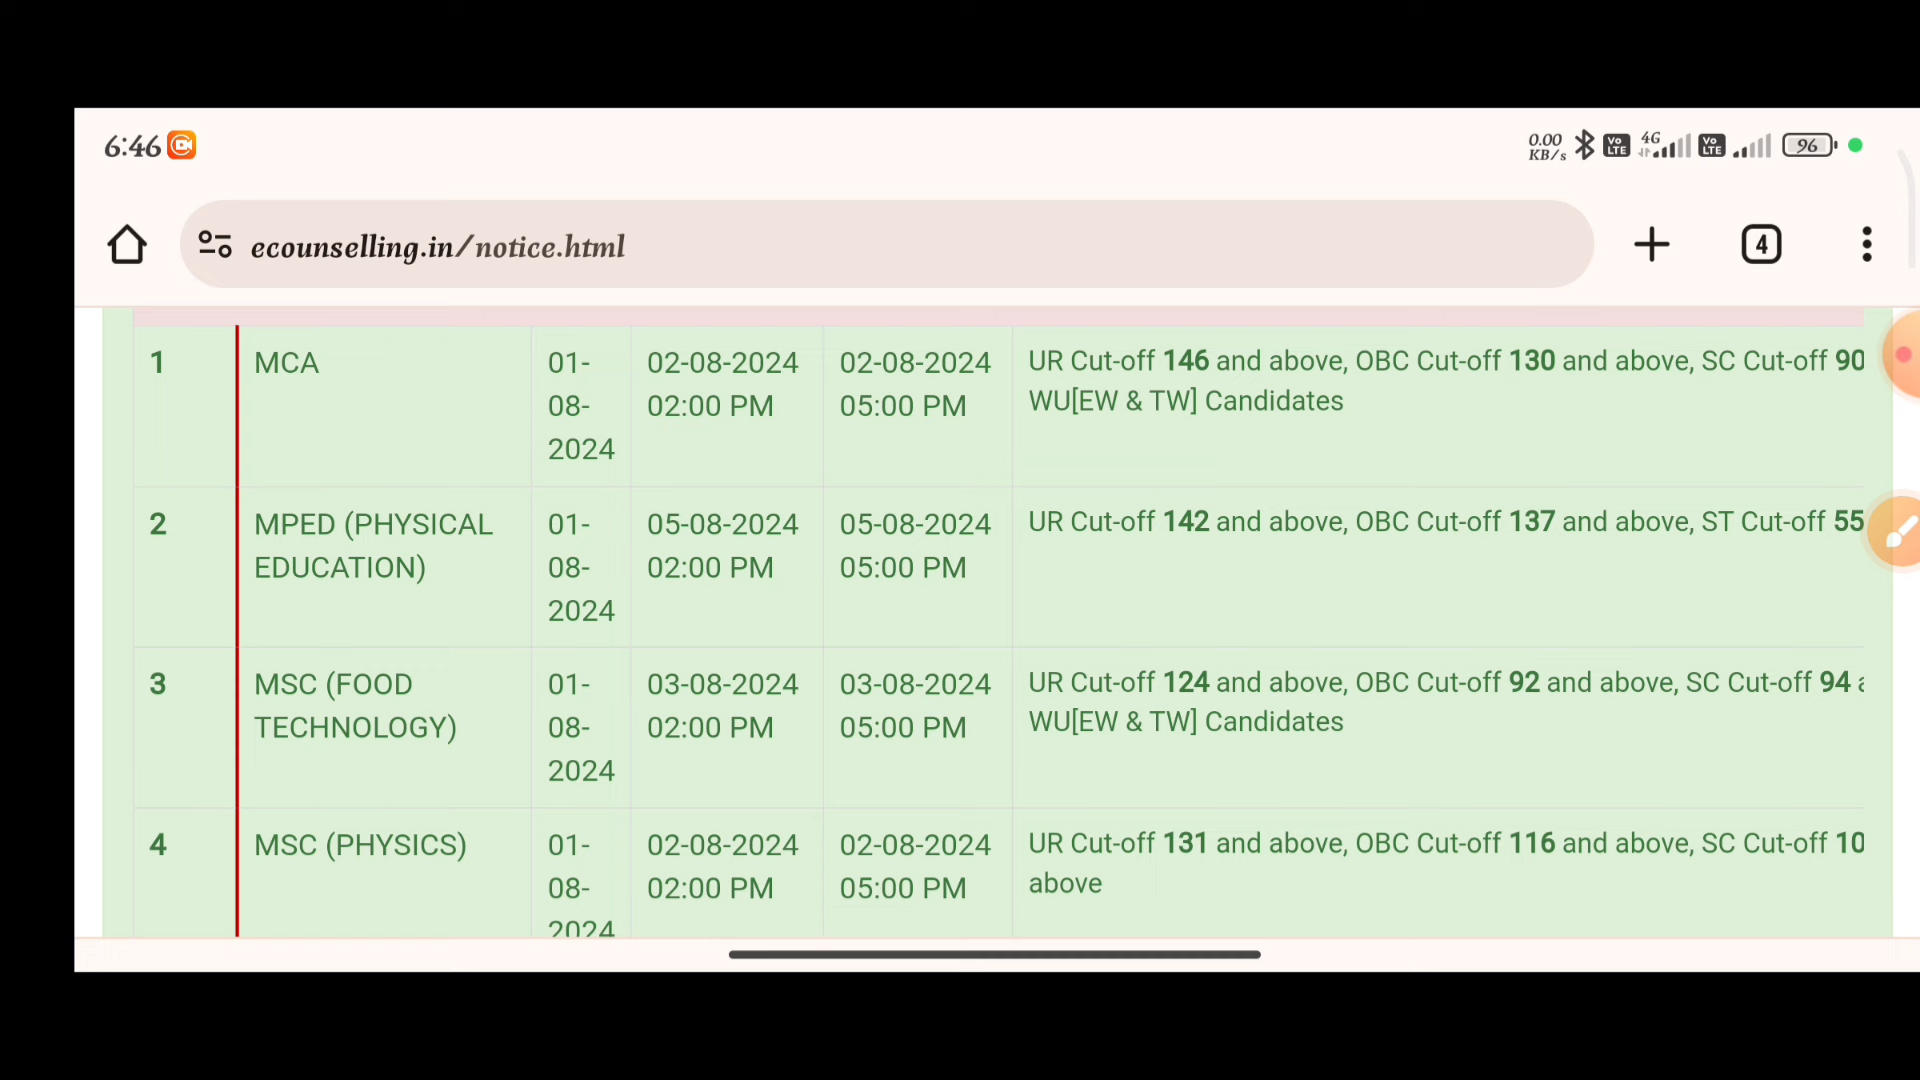 6:46
0.00 KB/s Vo LTE 4G Vo LTE 96
ecounselling.in/notice.html
4
1 MCA 01- 02-08-2024 02-08-2024 UR Cut-off 146 and above, OBC Cut-off 130 and above, SC Cut-off 90
08- 02:00 PM 05:00 PM WU[EW & TW] Candidates
2024
2 MPED (PHYSICAL 01- 05-08-2024 05-08-2024 UR Cut-off 142 and above, OBC Cut-off 137 and above, ST Cut-off 55
EDUCATION) 08- 02:00 PM 05:00 PM
2024
3 MSC (FOOD 01- 03-08-2024 03-08-2024 UR Cut-off 124 and above, OBC Cut-off 92 and above, SC Cut-off 94
TECHNOLOGY) 08- 02:00 PM 05:00 PM WU[EW & TW] Candidates
2024
4 MSC (PHYSICS) 01- 02-08-2024 02-08-2024 UR Cut-off 131 and above, OBC Cut-off 116 and above, SC Cut-off 10
08- 02:00 PM 05:00 PM above
2024